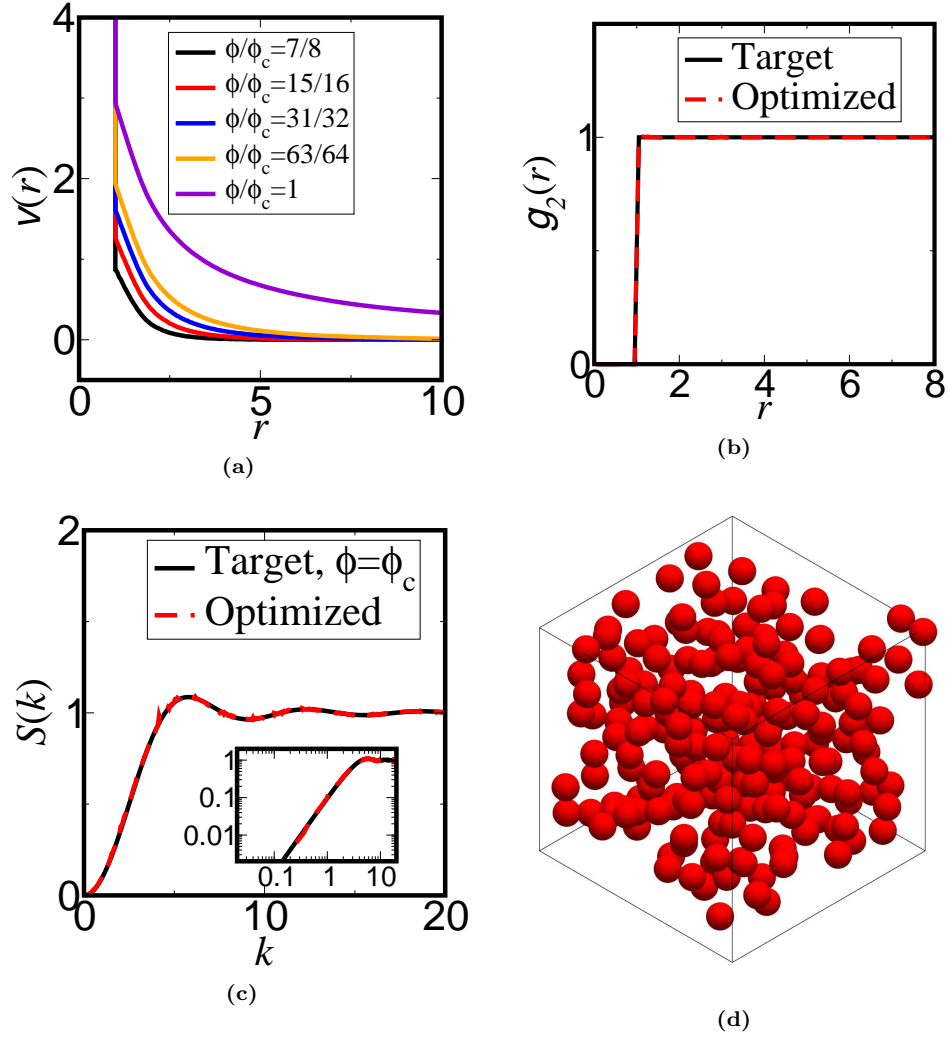 4
2
0
v(r)
ϕ/ϕc=7/8
ϕ/ϕc=15/16
ϕ/ϕc=31/32
ϕ/ϕc=63/64
ϕ/ϕc=1
0 5 10
r
(a)
1
0
g2(r)
Target
Optimized
0 2 4 6 8
r
(b)
2
1
0
S(k)
Target, ϕ=ϕc
Optimized
1
0.1
0.01
0.1 1 10
0 10 20
k
(c)
(d)